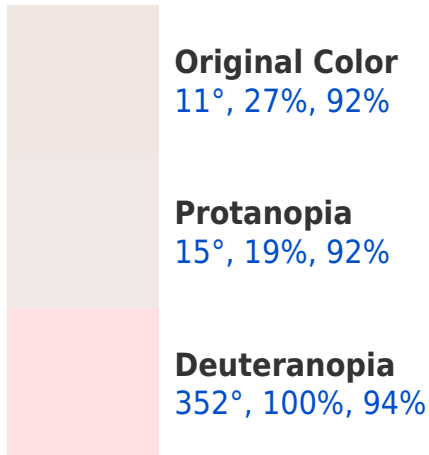 Original Color
11°, 27%, 92%
Protanopia
15°, 19%, 92%
Deuteranopia
352°, 100%, 94%